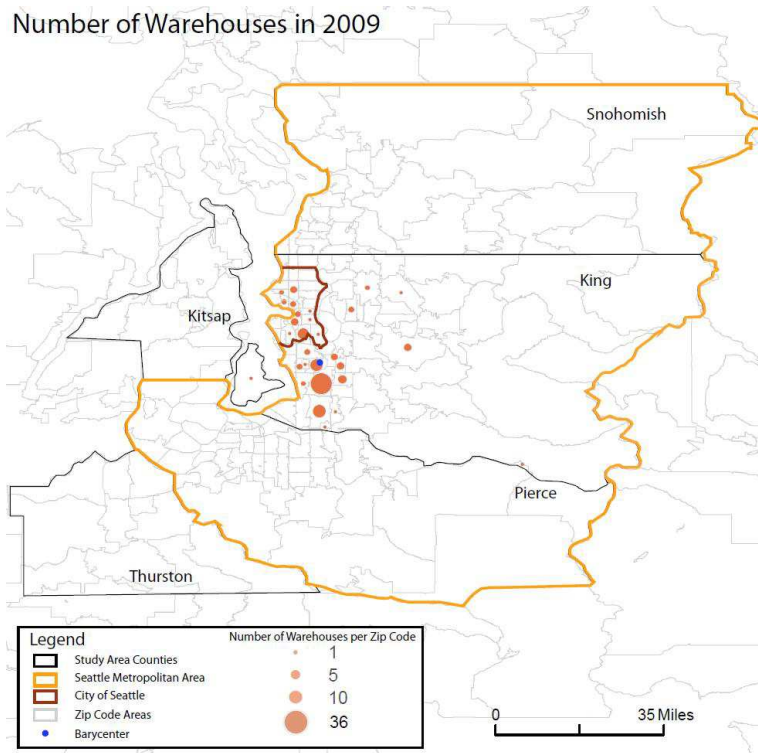 Number of Warehouses in 2009
Snohomish
King
Kitsap
Pierce
Thurston
Legend
Study Area Counties
Seattle Metropolitan Area
City of Seattle
Zip Code Areas
Barycenter
Number of Warehouses per Zip Code
1
5
10
36
0 35 Miles